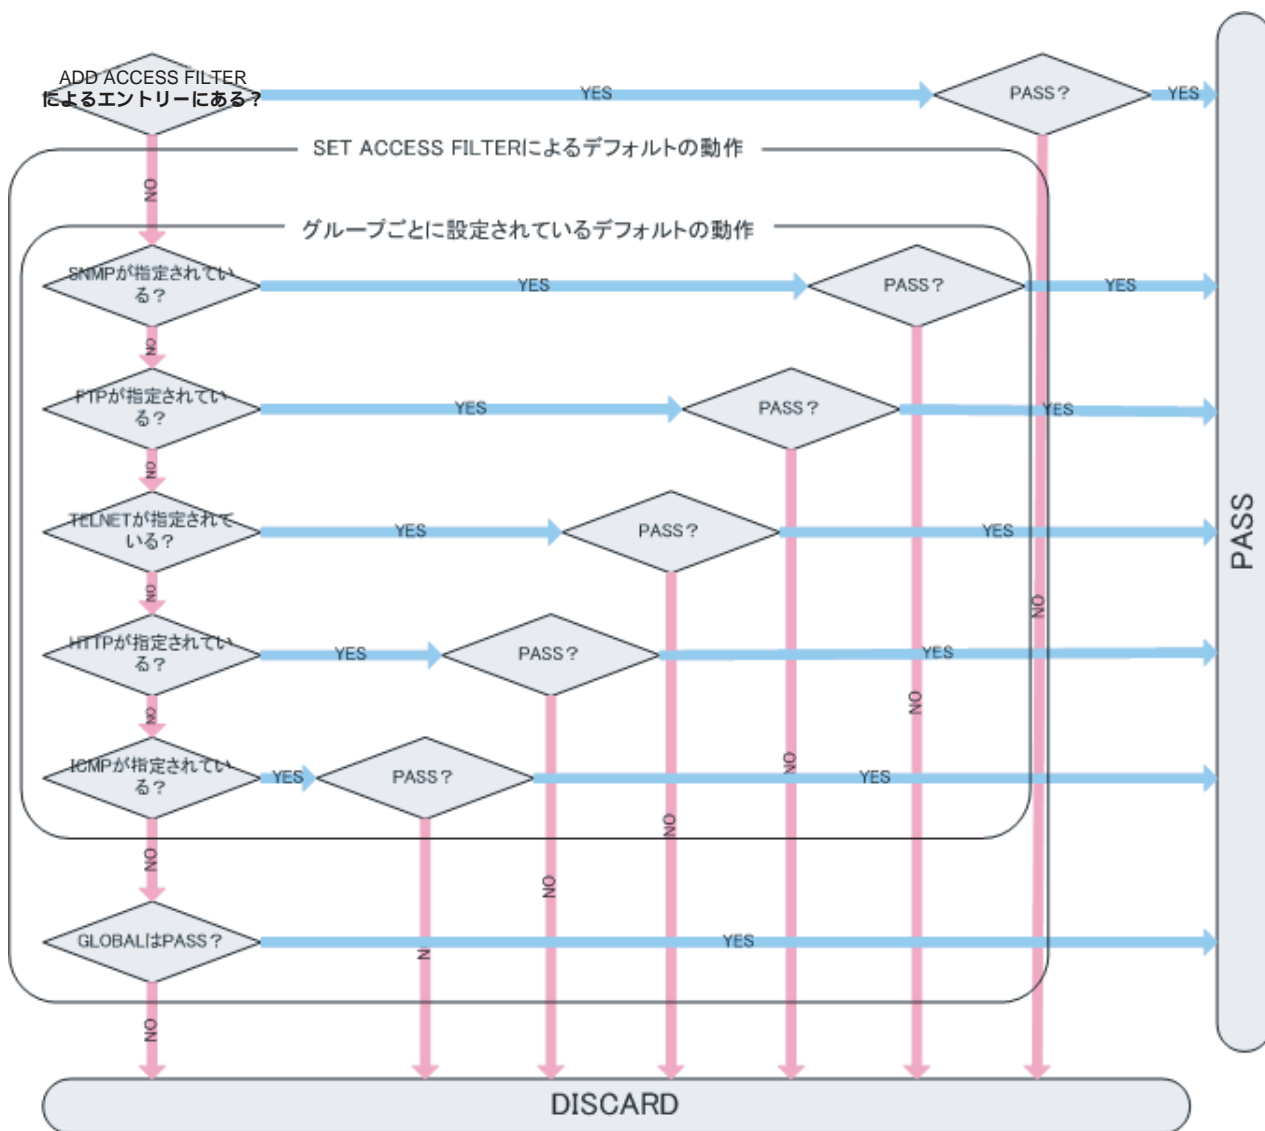 ADD ACCESS FILTER
によるエントリーにある？
YES
PASS？
YES
SET ACCESS FILTERによるデフォルトの動作
NO
グループごとに設定されているデフォルトの動作
SNMPが指定されてい
る？
YES
PASS？
YES
NO
FTPが指定されてい
る？
YES
PASS？
YES
NO
TELNETが指定されて
いる？
YES
PASS？
YES
NO
HTTPが指定されてい
る？
YES
PASS？
YES
NO
ICMPが指定されてい
る？
YES
PASS？
YES
NO
NO
NO
NO
NO
NO
GLOBALはPASS？
YES
N
NO
PASS
DISCARD